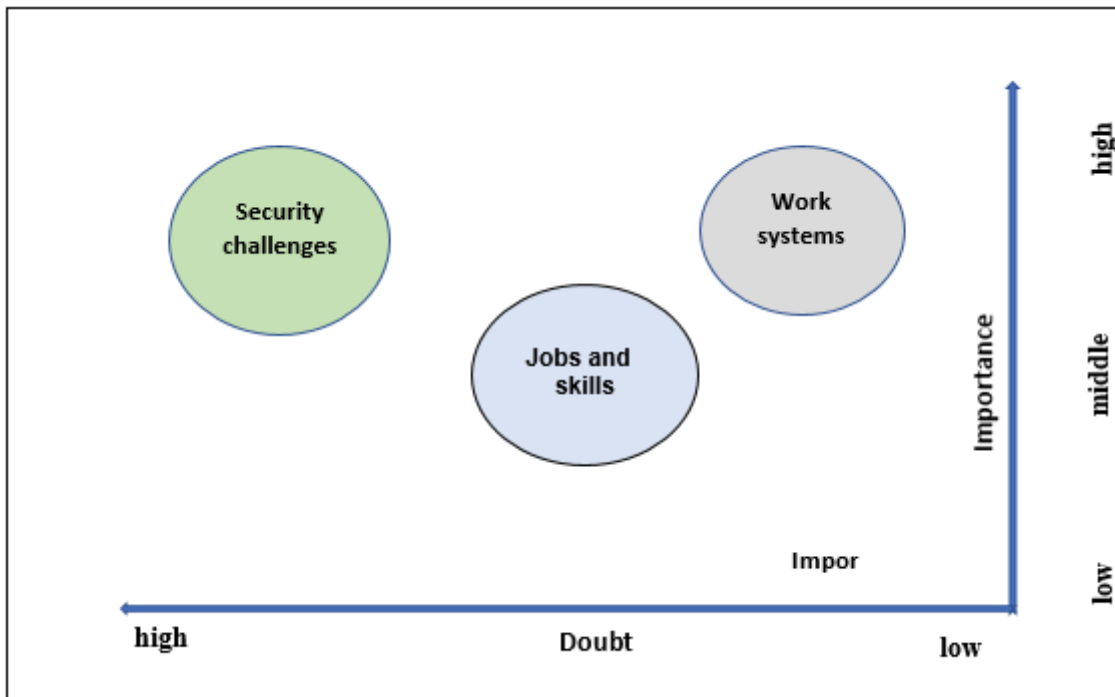 Security
challenges
Work
systems
Jobs and
skills
Impor
high
Doubt
low
Importance
high
middle
low